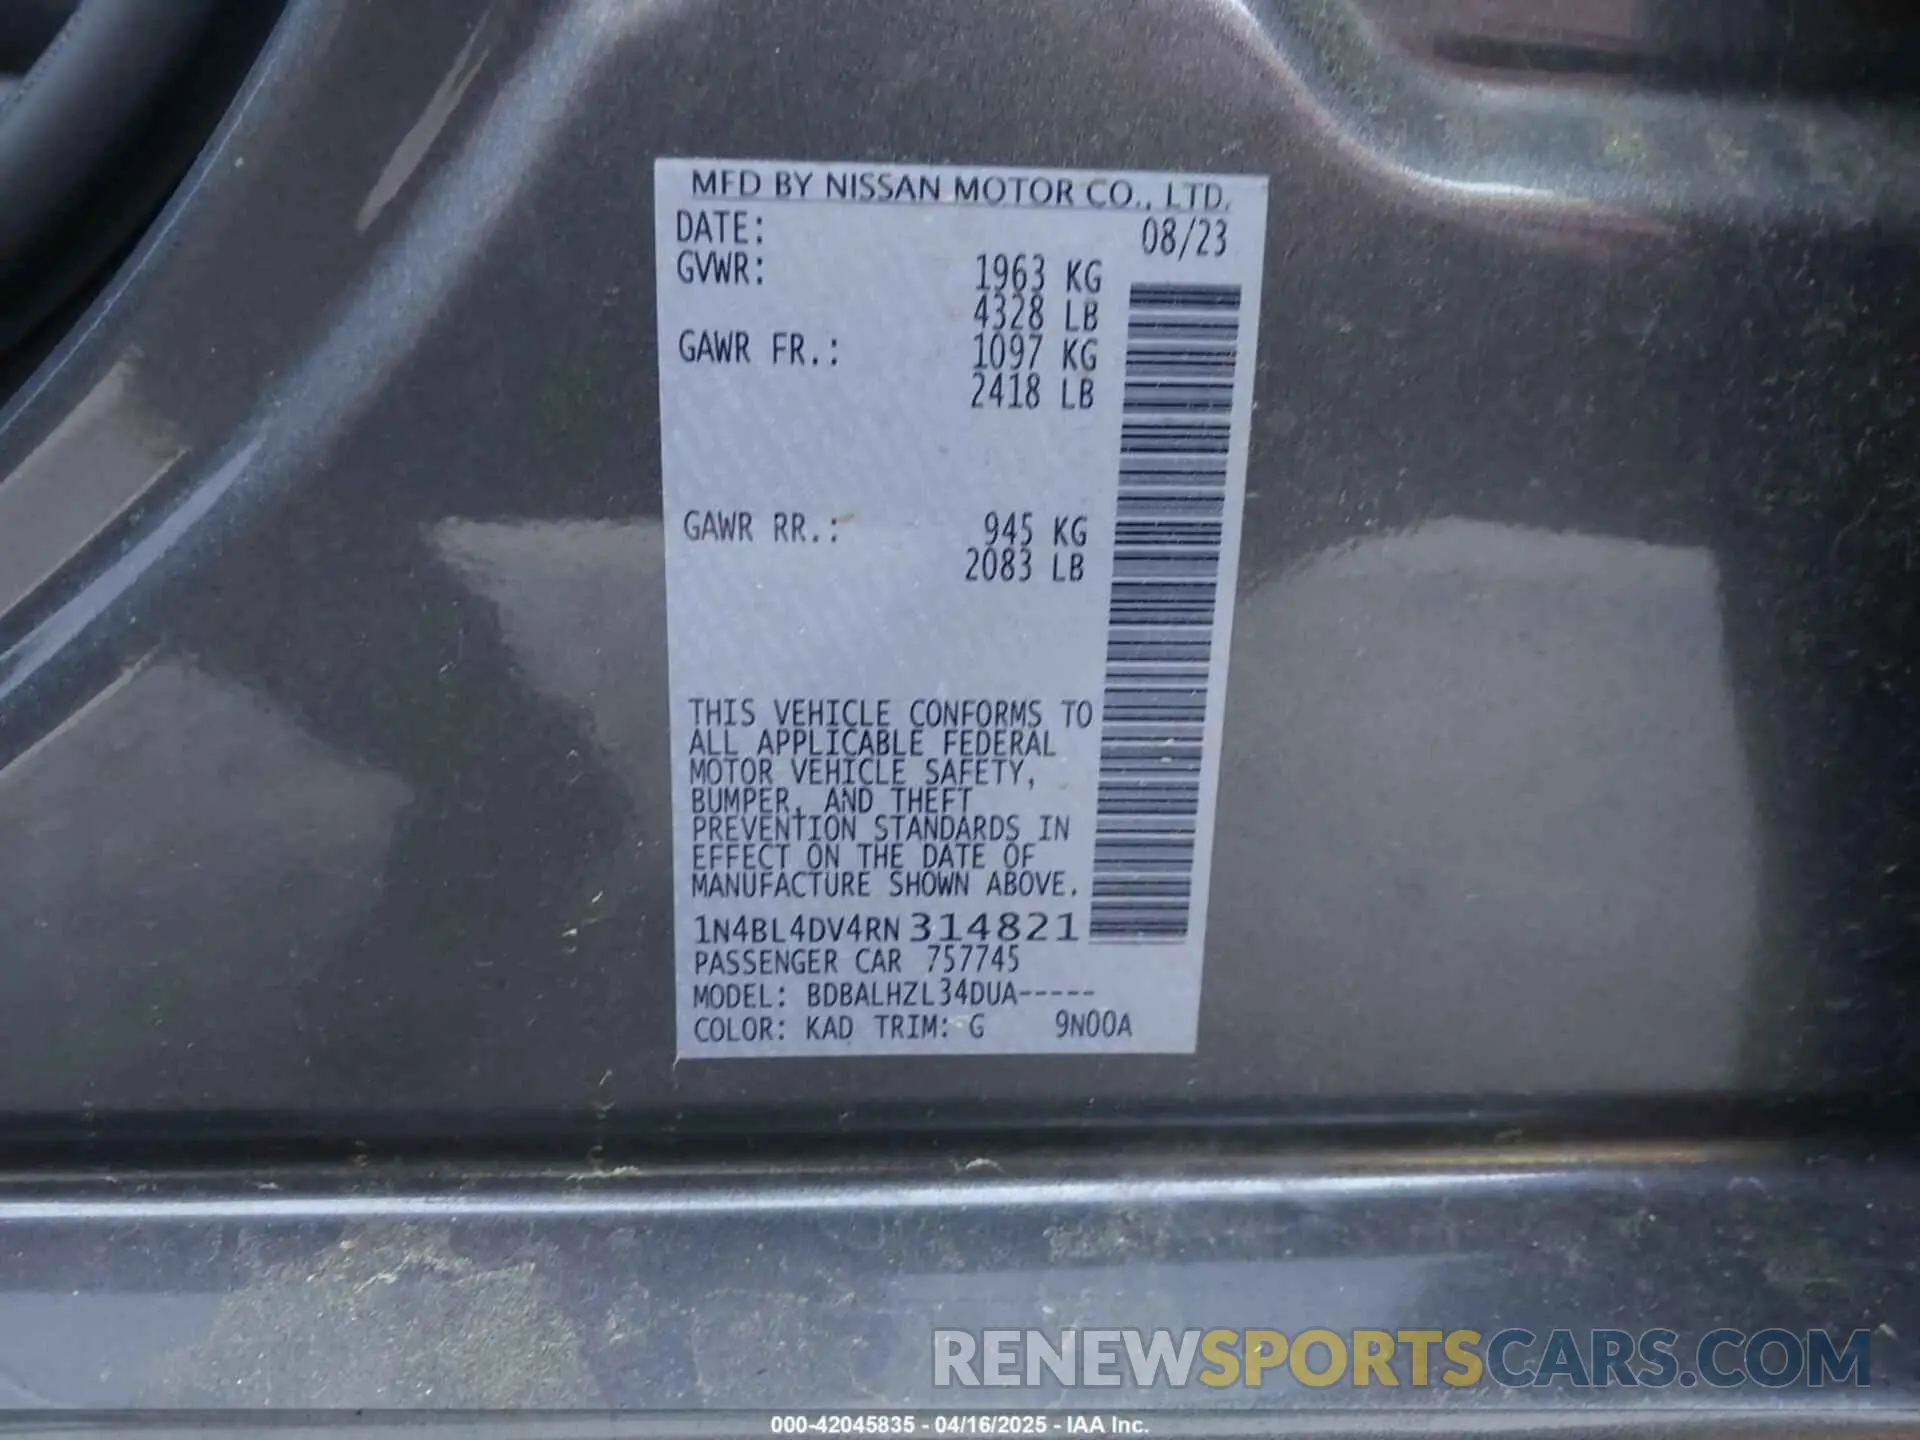 MFD BY NISSAN MOTOR CO., LTD.
DATE: 08/23
GVWR: 1963 KG
4328 LB
GAWR FR.: 1097 KG
2418 LB
GAWR RR.: 945 KG
2083 LB
THIS VEHICLE CONFORMS TO
ALL APPLICABLE FEDERAL
MOTOR VEHICLE SAFETY,
BUMPER, AND THEFT
PREVENTION STANDARDS IN
EFFECT ON THE DATE OF
MANUFACTURE SHOWN ABOVE.
1N4BL4DV4RN314821
PASSENGER CAR 757745
MODEL: BDBALHZL34DUA-----
COLOR: KAD TRIM: G 9N00A
RENEWSPORTSCARS.COM
000-42045835 - 04/16/2025 - IAA Inc.